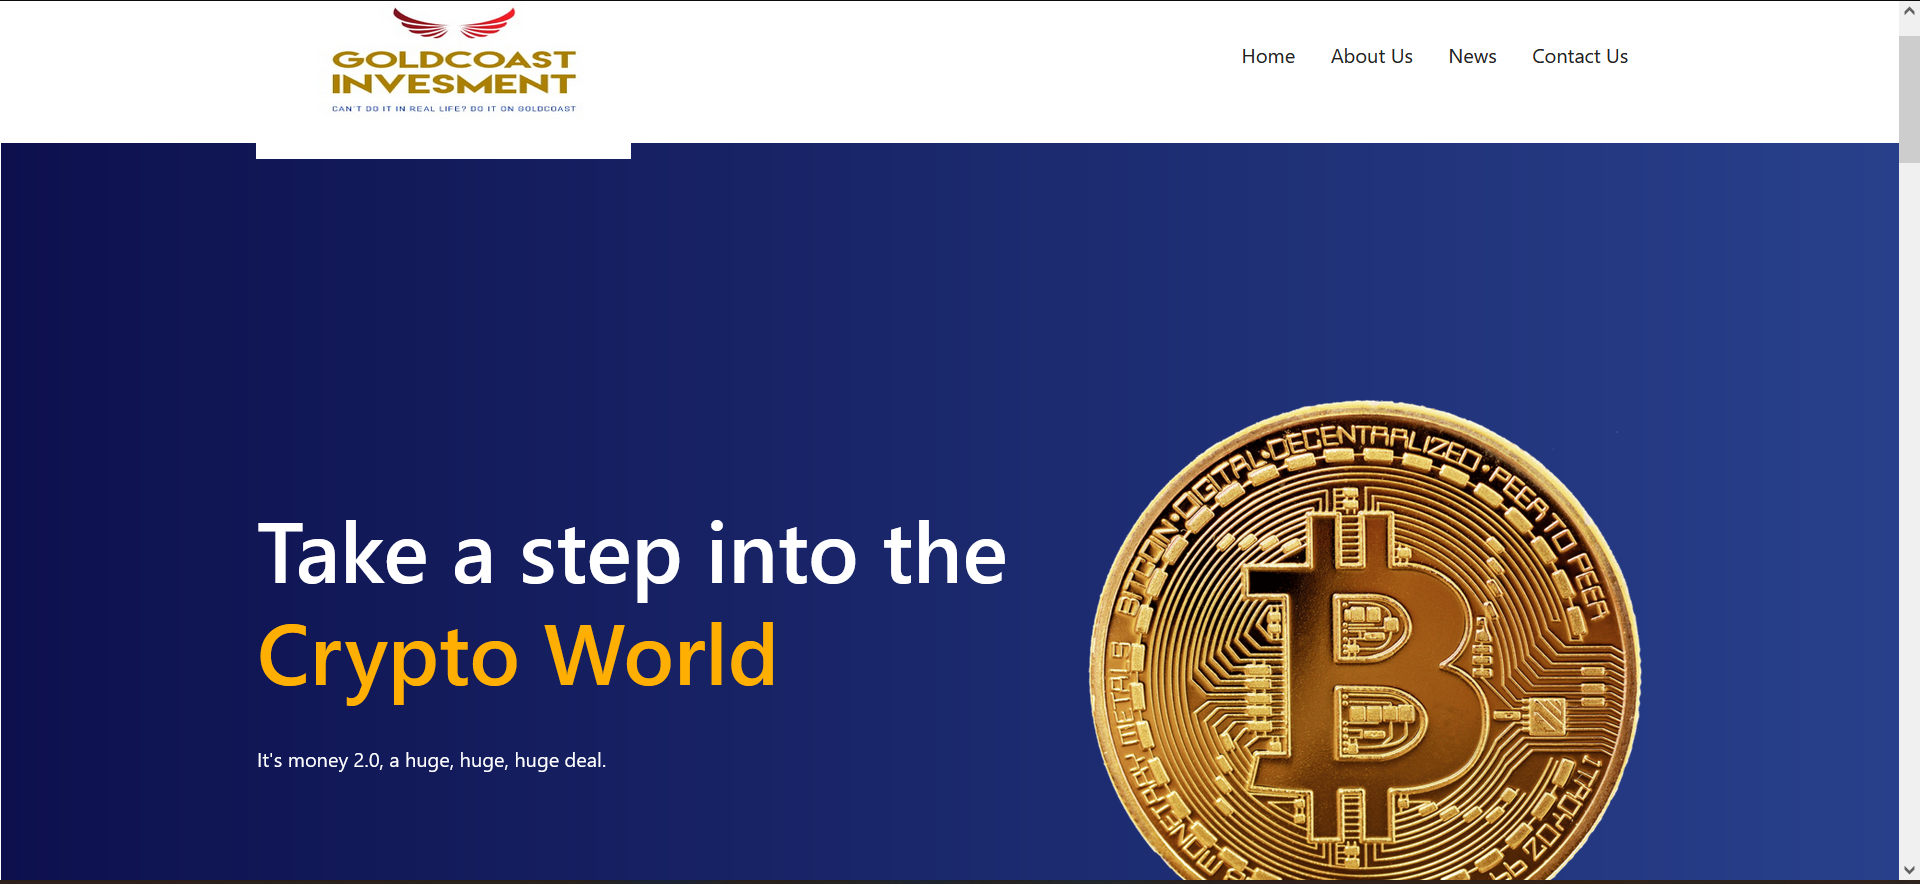 GOLDCOAST
INVESMENT
CAN'T DO IT IN REAL LIFE? DO IT ON GOLDCOAST
Home About Us News Contact Us
Take a step into the
Crypto World
It's money 2.0, a huge, huge, huge deal.
BITCOIN • DIGITAL • DECENTRALIZED • PEER TO PEER
METALS